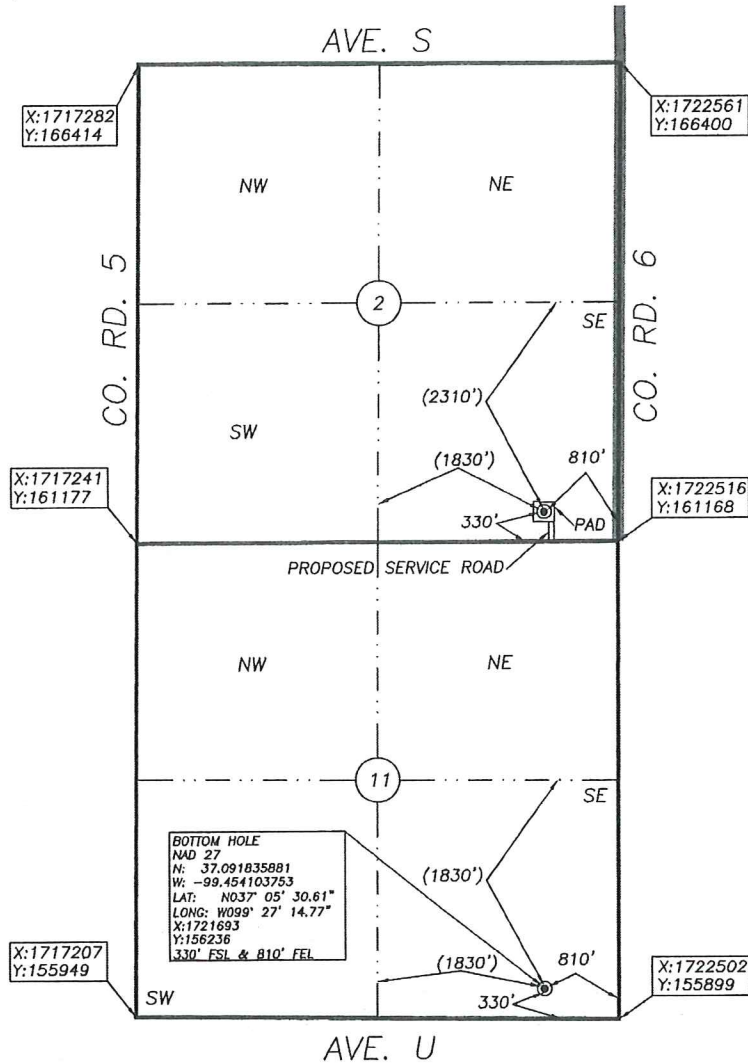 AVE. S
X:1717282
Y:166414
X:1722561
Y:166400
NW
NE
CO. RD. 5
CO. RD. 6
2
SE
(2310')
SW
(1830')
810'
X:1717241
Y:161177
330'
PAD
X:1722516
Y:161168
PROPOSED SERVICE ROAD
NW
NE
11
SE
BOTTOM HOLE
NAD 27
N: 37.091835881
W: -99.454103753
LAT: N037° 05' 30.61"
LONG: W099° 27' 14.77"
X:1721693
Y:156236
330' FSL & 810' FEL
(1830')
(1830')
810'
X:1717207
Y:155949
SW
330'
X:1722502
Y:155899
AVE. U